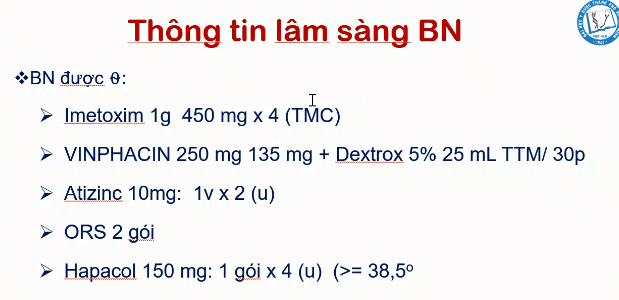 Thông tin lâm sàng BN
❖BN được ϑ:
➢ Imetoxim 1g 450 mg x 4 (TMC)
➢ VINPHACIN 250 mg 135 mg + Dextrox 5% 25 mL TTM/ 30p
➢ Atizinc 10mg: 1v x 2 (u)
➢ ORS 2 gói
➢ Hapacol 150 mg: 1 gói x 4 (u) (>= 38,5º